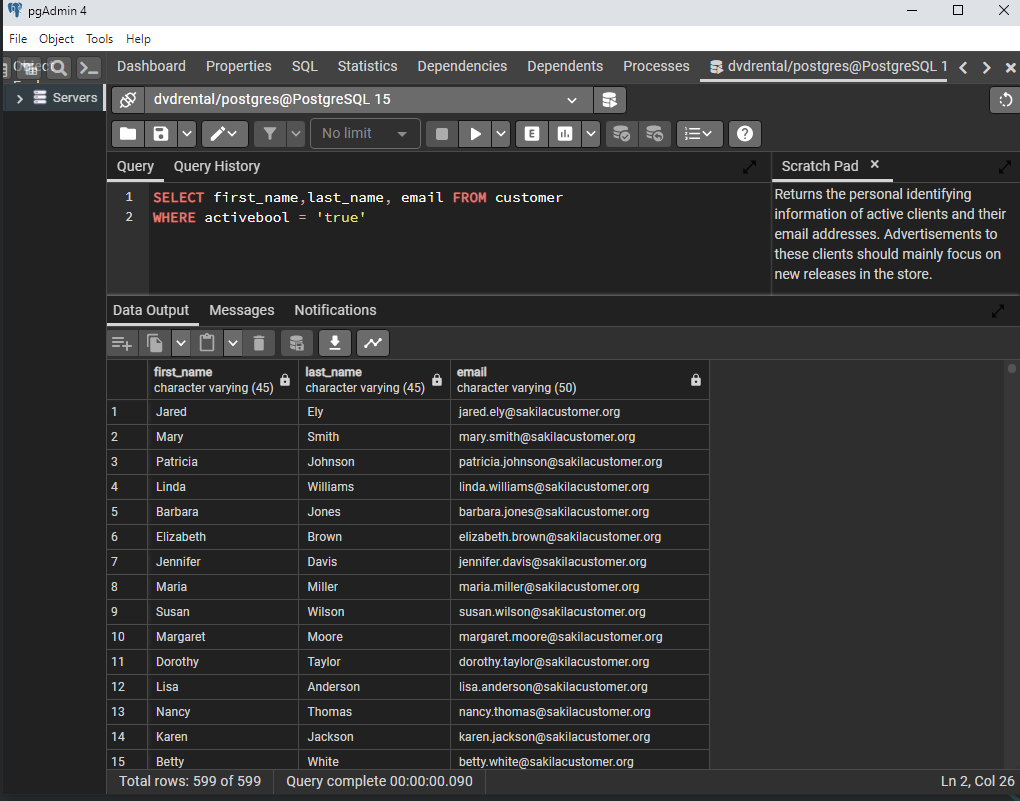 pgAdmin 4
File Object Tools Help
Dashboard Properties SQL Statistics Dependencies Dependents Processes dvdrental/postgres@PostgreSQL 1
Servers
dvdrental/postgres@PostgreSQL 15
No limit
E
Query Query History
1 SELECT first_name,last_name, email FROM customer
2 WHERE activebool = 'true'
Scratch Pad
Returns the personal identifying
information of active clients and their
email addresses. Advertisements to
these clients should mainly focus on
new releases in the store.
Data Output Messages Notifications
first_name last_name email
character varying (45) character varying (45) character varying (50)
1 Jared Ely jared.ely@sakilacustomer.org
2 Mary Smith mary.smith@sakilacustomer.org
3 Patricia Johnson patricia.johnson@sakilacustomer.org
4 Linda Williams linda.williams@sakilacustomer.org
5 Barbara Jones barbara.jones@sakilacustomer.org
6 Elizabeth Brown elizabeth.brown@sakilacustomer.org
7 Jennifer Davis jennifer.davis@sakilacustomer.org
8 Maria Miller maria.miller@sakilacustomer.org
9 Susan Wilson susan.wilson@sakilacustomer.org
10 Margaret Moore margaret.moore@sakilacustomer.org
11 Dorothy Taylor dorothy.taylor@sakilacustomer.org
12 Lisa Anderson lisa.anderson@sakilacustomer.org
13 Nancy Thomas nancy.thomas@sakilacustomer.org
14 Karen Jackson karen.jackson@sakilacustomer.org
15 Betty White betty.white@sakilacustomer.org
Total rows: 599 of 599 Query complete 00:00:00.090 Ln 2, Col 26